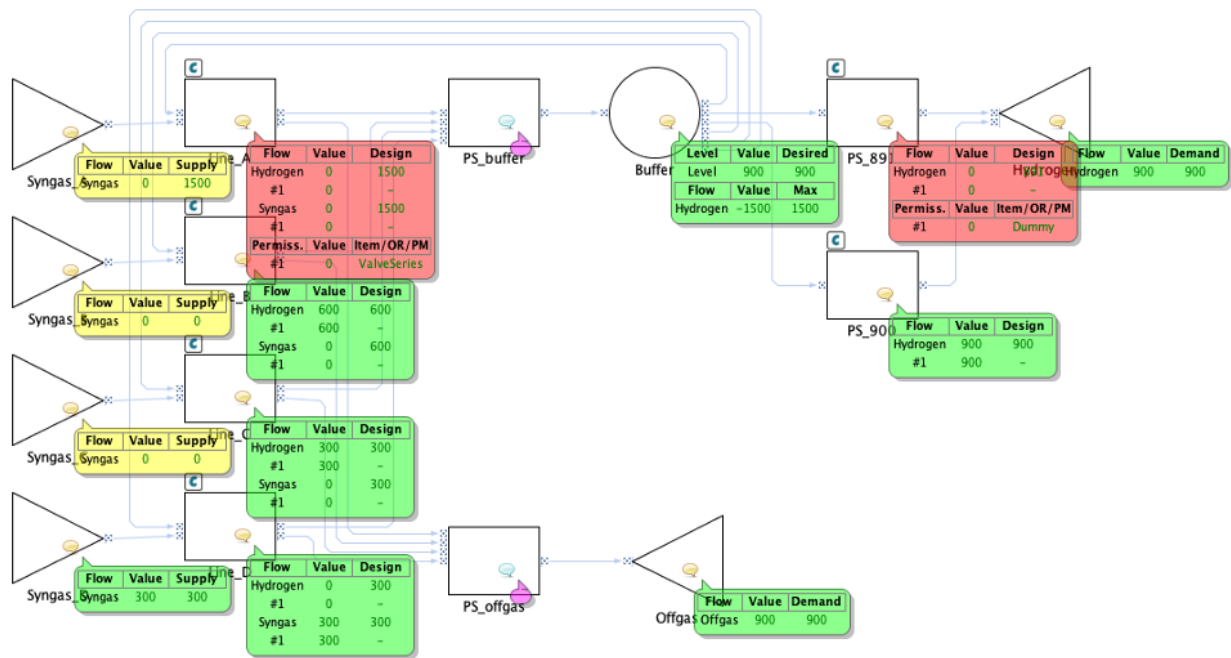 C
C
Line_A
PS_buffer
Buffer
PS_891
Hydrogen
Syngas_A
Flow Value Supply
Syngas 0 1500
Flow Value Design
Hydrogen 0 1500
#1 0 –
Syngas 0 1500
#1 0 –
Permiss. Value Item/OR/PM
#1 0 ValveSeries
Level Value Desired
Level 900 900
Flow Value Max
Hydrogen –1500 1500
Flow Value Design
Hydrogen 0
#1 0 –
Permiss. Value Item/OR/PM
#1 0 Dummy
Flow Value Demand
Hydrogen 900 900
C
C
Line_B
PS_900
Flow Value Supply
Syngas 0 0
Flow Value Design
Hydrogen 600 600
#1 600 –
Syngas 0 600
#1 0 –
Flow Value Design
Hydrogen 900 900
#1 900 –
C
Line_C
Flow Value Supply
Syngas 0 0
Flow Value Design
Hydrogen 300 300
#1 300 –
Syngas 0 300
#1 0 –
C
Line_D
PS_offgas
Offgas
Flow Value Supply
Syngas 300 300
Flow Value Design
Hydrogen 0 300
#1 0 –
Syngas 300 300
#1 300 –
Flow Value Demand
Offgas 900 900